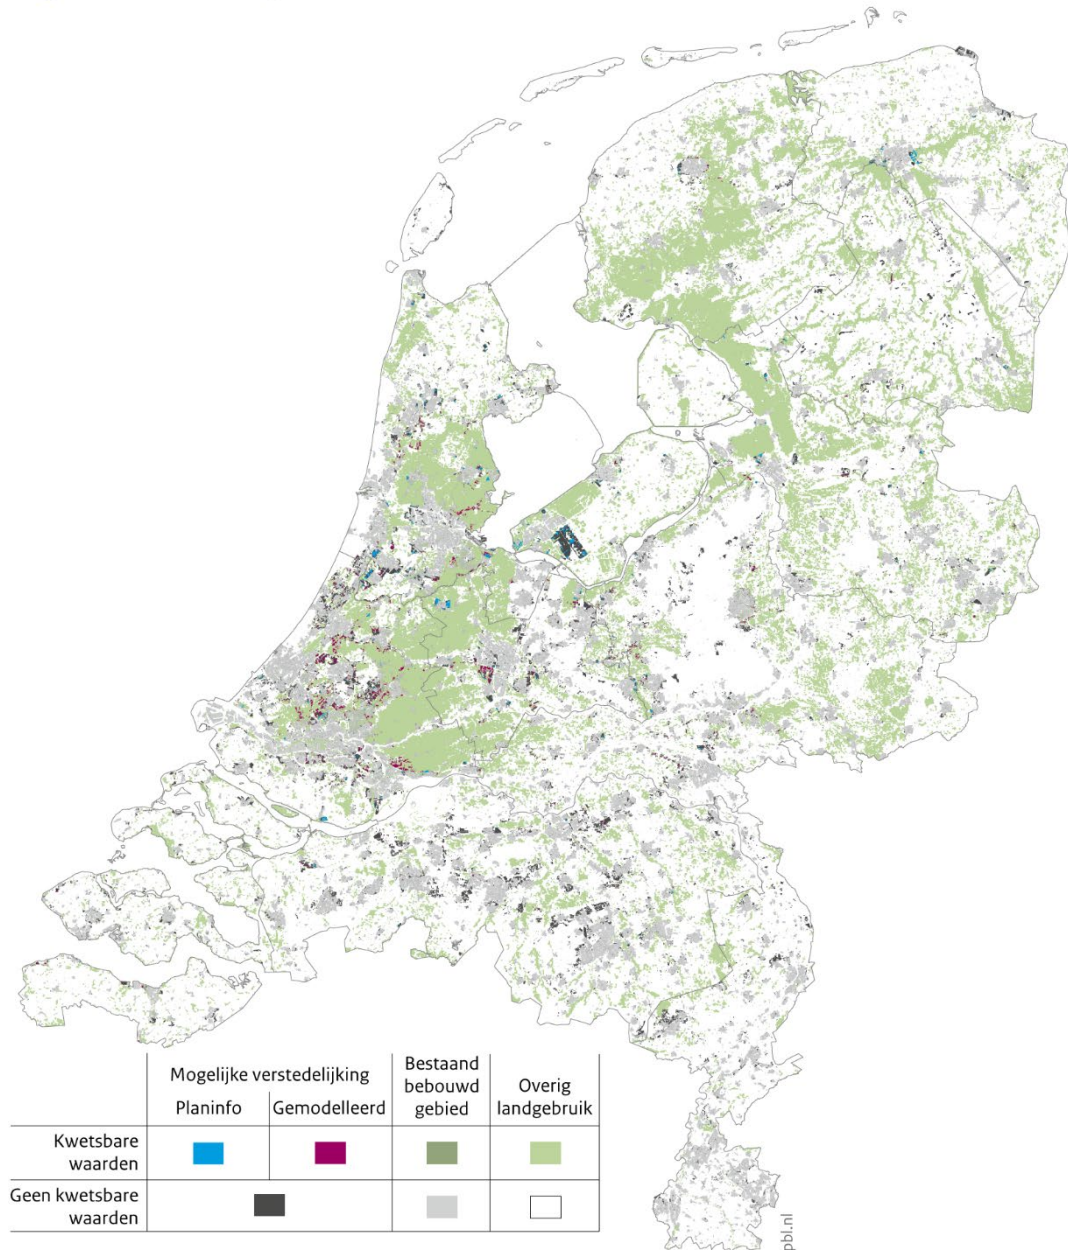 Mogelijke verstedelijking
Bestaand
bebouwd
gebied
Overig
landgebruik
Planinfo
Gemodelleerd
Kwetsbare
waarden
Geen kwetsbare
waarden
pbl.nl